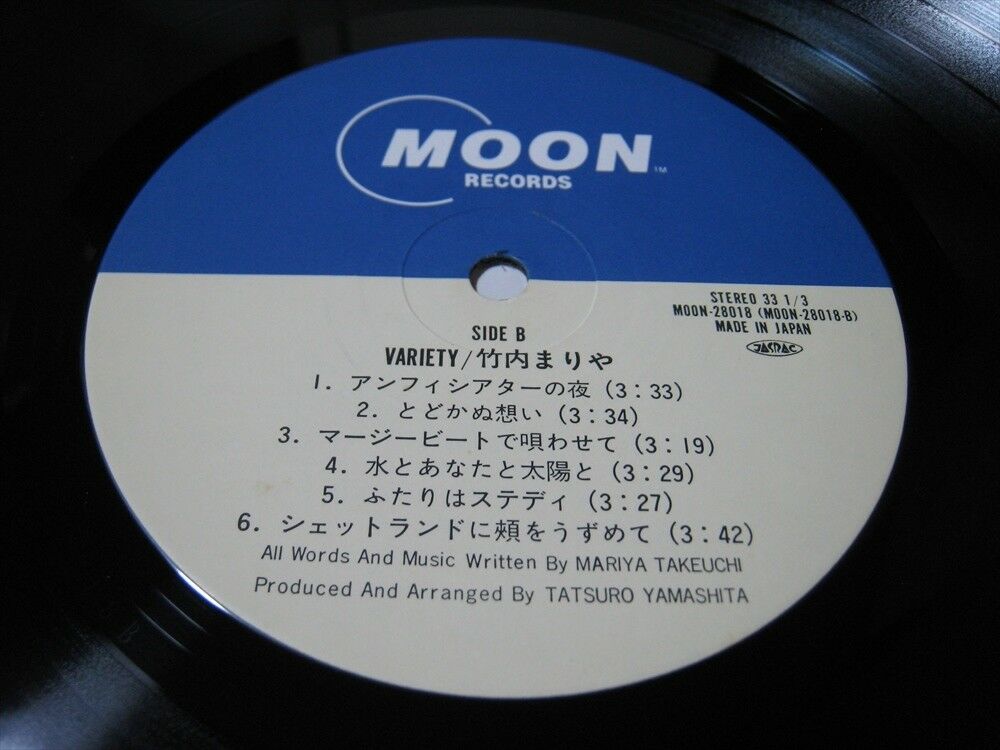 MOON™
RECORDS
STEREO 33 1/3
MOON-28018 (MOON-28018-B)
MADE IN JAPAN
JASRAC
SIDE B
VARIETY/竹内まりや
1. アンフィシアターの夜 (3:33)
2. とどかぬ想い (3:34)
3. マージービートで唄わせて (3:19)
4. 水とあなたと太陽と (3:29)
5. ふたりはステディ (3:27)
6. シェットランドに頰をうずめて (3:42)
All Words And Music Written By MARIYA TAKEUCHI
Produced And Arranged By TATSURO YAMASHITA